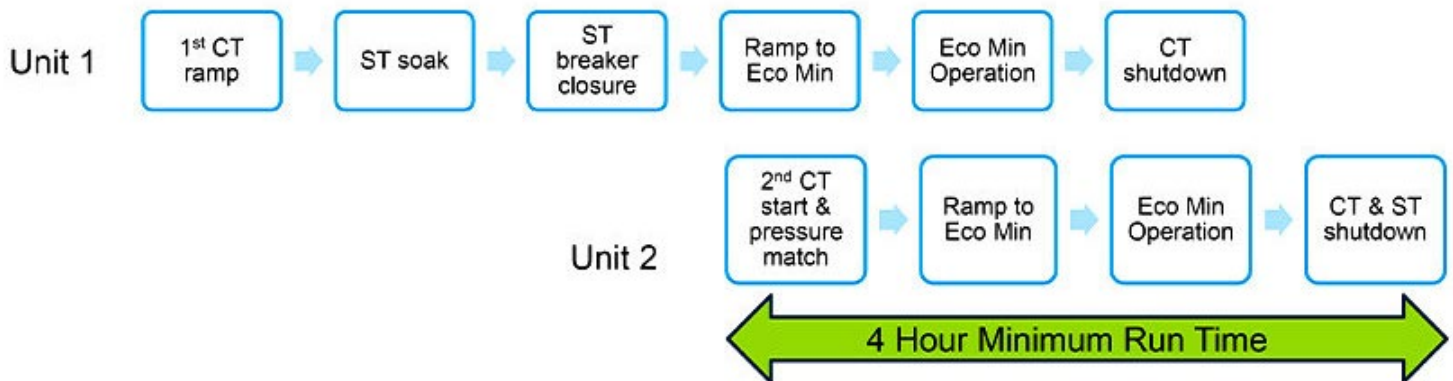 Unit 1
1st CT
ramp
ST soak
ST
breaker
closure
Ramp to
Eco Min
Eco Min
Operation
CT
shutdown
Unit 2
2nd CT
start &
pressure
match
Ramp to
Eco Min
Eco Min
Operation
CT & ST
shutdown
4 Hour Minimum Run Time